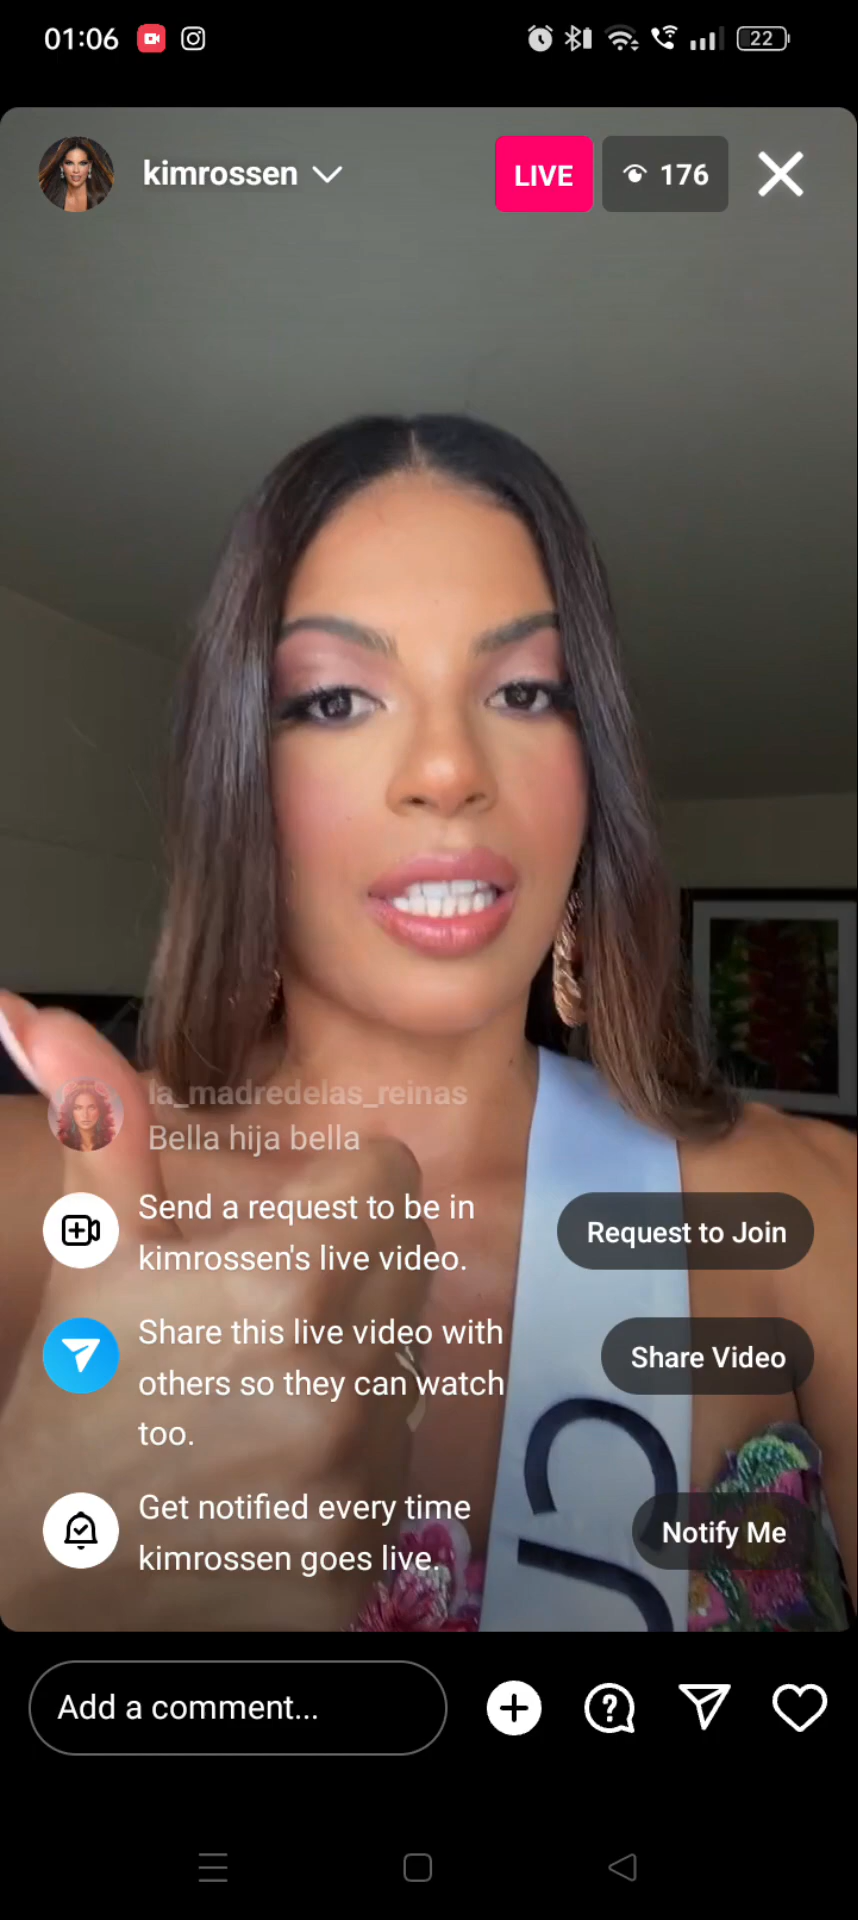 01:06
22
kimrossen
LIVE
176
la_madredelas_reinas
Bella hija bella
Send a request to be in
kimrossen's live video.
Request to Join
Share this live video with
others so they can watch
too.
Share Video
Get notified every time
kimrossen goes live.
Notify Me
Add a comment...